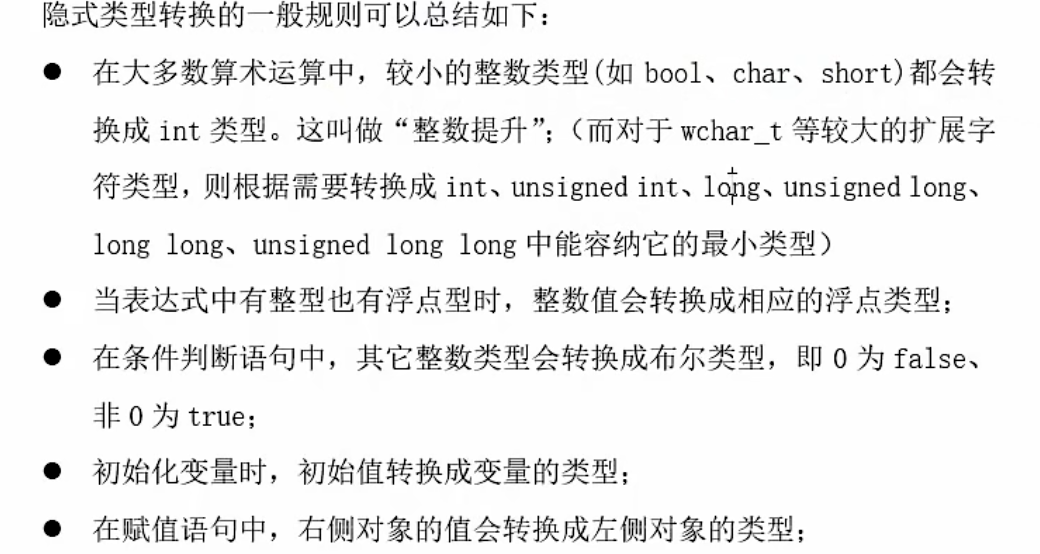 隐式类型转换的一般规则可以总结如下：
● 在大多数算术运算中，较小的整数类型(如 bool、char、short)都会转
换成 int 类型。这叫做“整数提升”；（而对于 wchar_t 等较大的扩展字
符类型，则根据需要转换成 int、unsigned int、long、unsigned long、
long long、unsigned long long 中能容纳它的最小类型）
● 当表达式中有整型也有浮点型时，整数值会转换成相应的浮点类型；
● 在条件判断语句中，其它整数类型会转换成布尔类型，即 0 为 false、
非 0 为 true；
● 初始化变量时，初始值转换成变量的类型；
● 在赋值语句中，右侧对象的值会转换成左侧对象的类型；